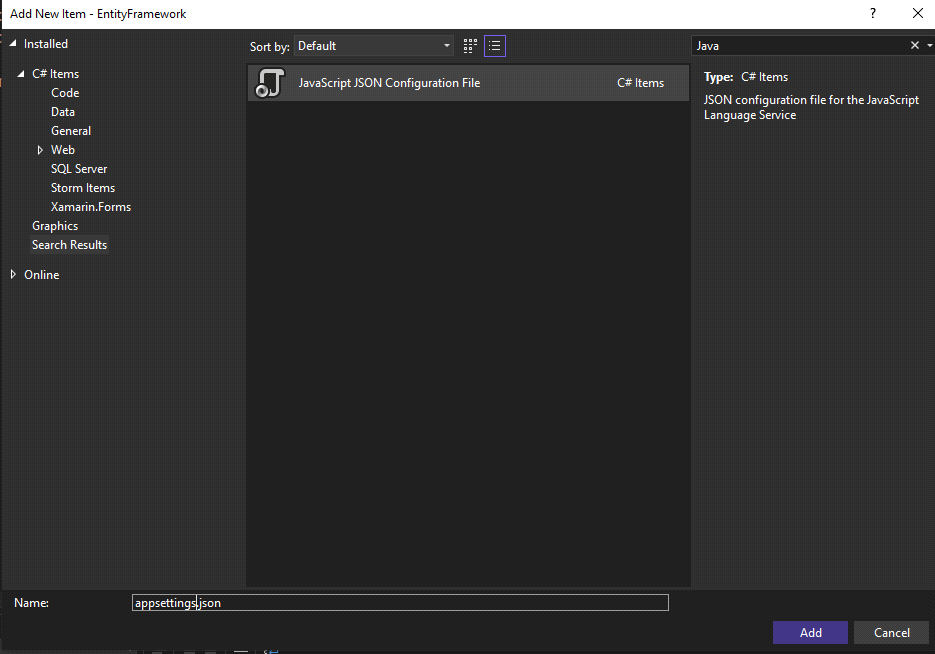 Add New Item - EntityFramework
?
Installed
C# Items
Code
Data
General
Web
SQL Server
Storm Items
Xamarin.Forms
Graphics
Search Results
Online
Sort by: Default
JavaScript JSON Configuration File C# Items
Java
Type: C# Items
JSON configuration file for the JavaScript
Language Service
Name: appsettings.json
Add Cancel